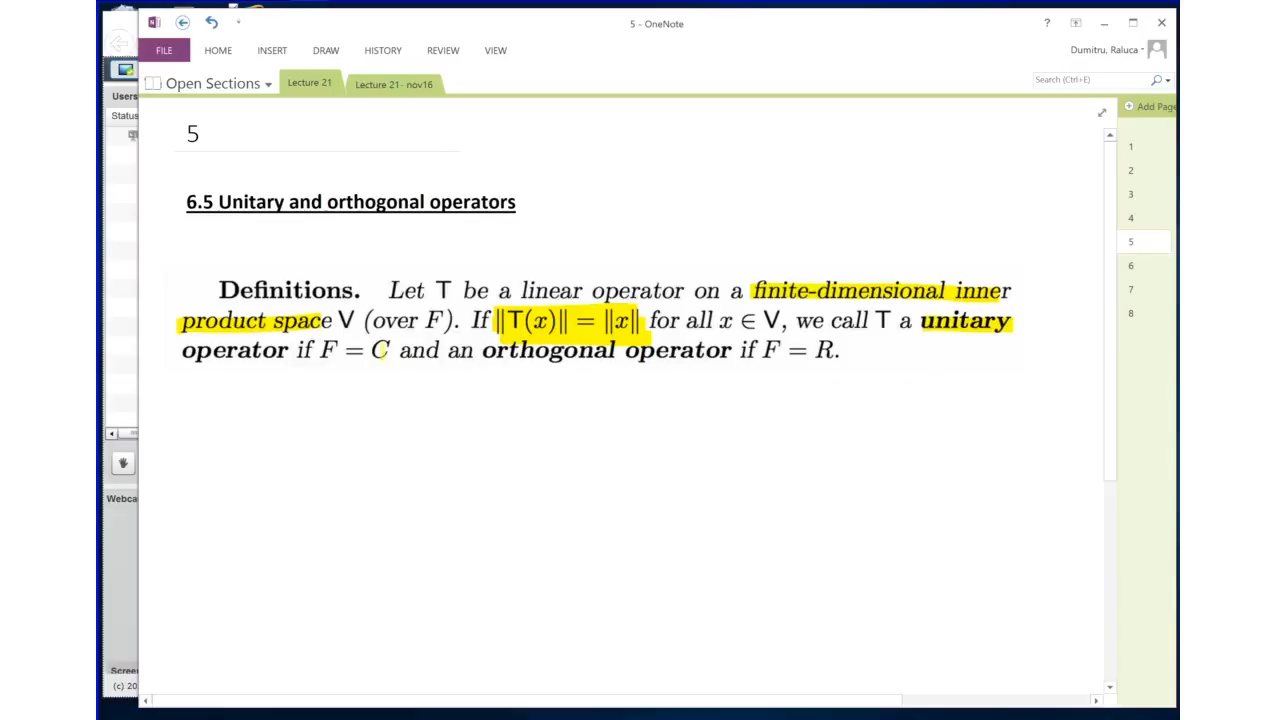 5 - OneNote
?
FILE HOME INSERT DRAW HISTORY REVIEW VIEW
Dumitru, Raluca
Open Sections Lecture 21 Lecture 21- nov16
Search (Ctrl+E)
Users
Status
Add Page
5
1
2
3
4
5
6
7
8
6.5 Unitary and orthogonal operators
Definitions. Let T be a linear operator on a finite-dimensional inner
product space V (over F). If ‖T(x)‖ = ‖x‖ for all x ∈ V, we call T a unitary
operator if F = C and an orthogonal operator if F = R.
Webca
Screen
(c) 20